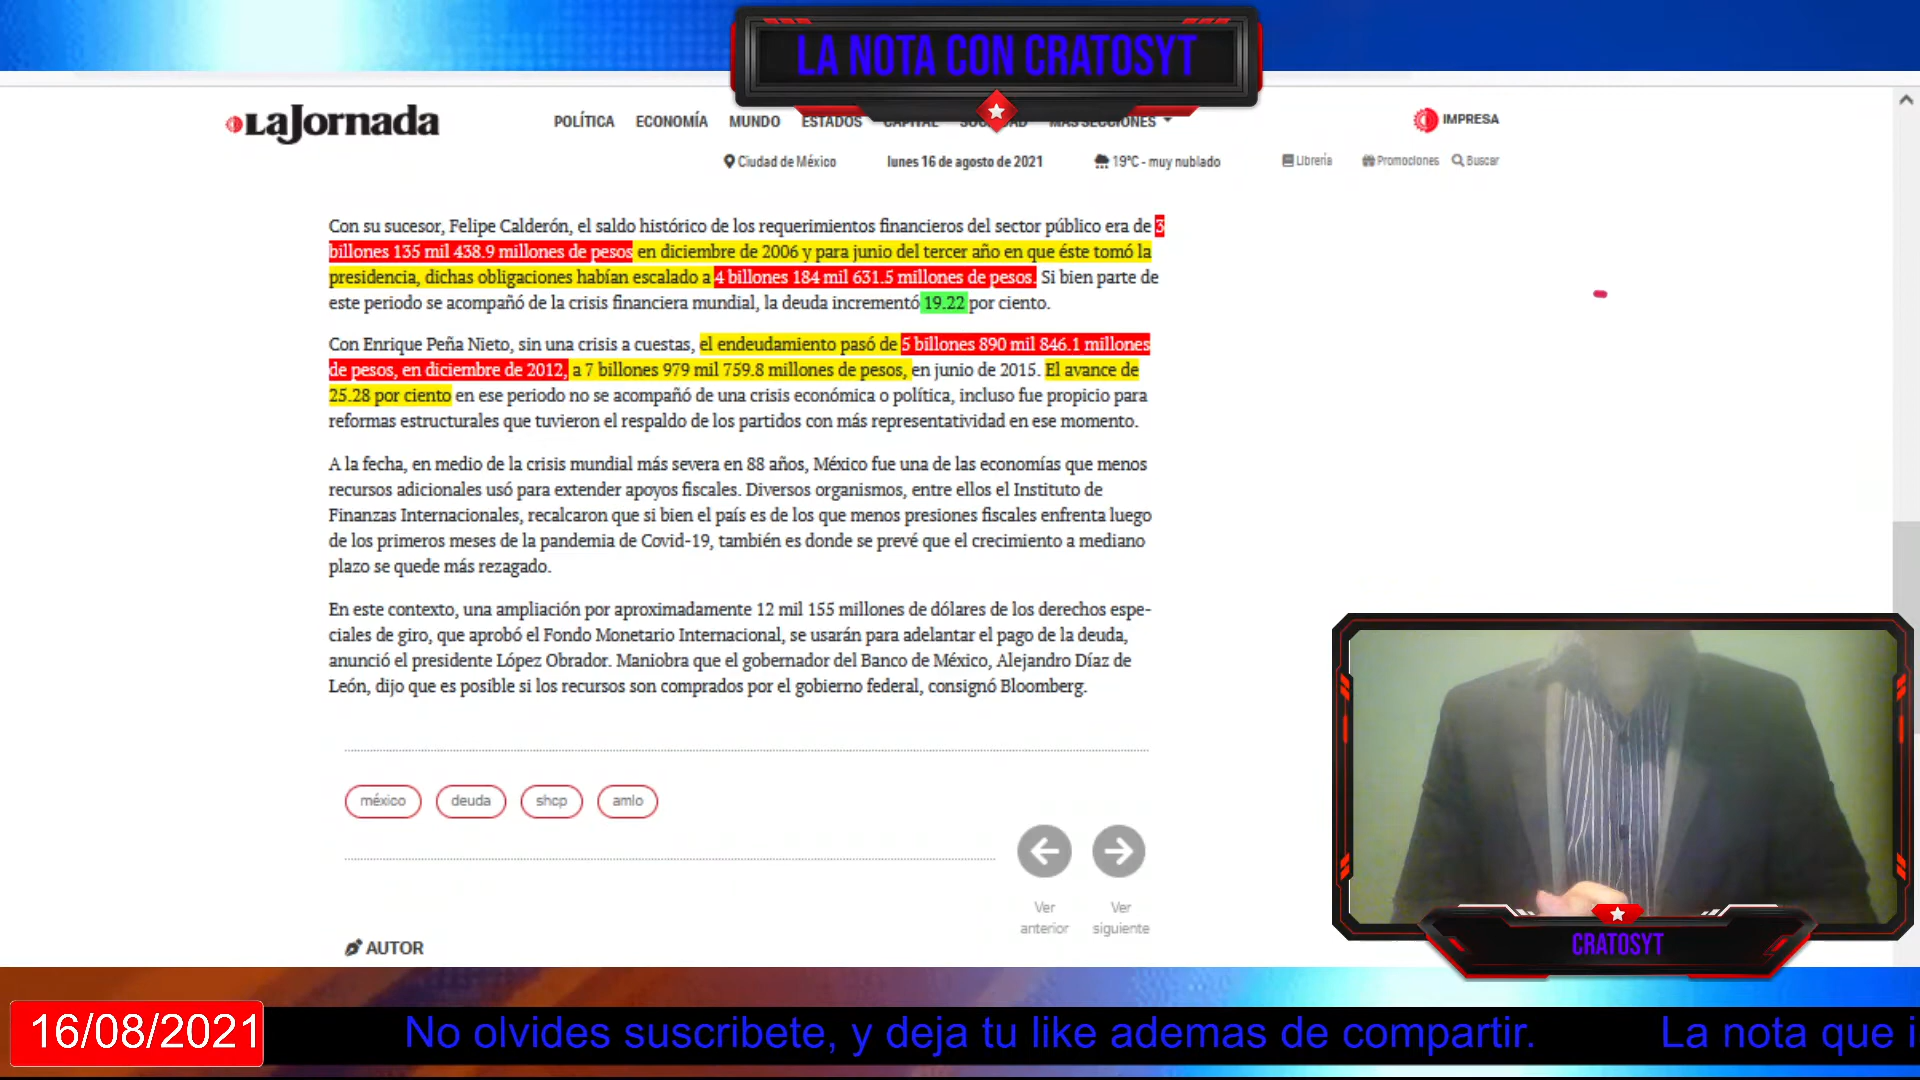 LA NOTA CON CRATOSYT
LaJornada
POLÍTICA ECONOMÍA MUNDO ESTADOS CAPITAL SOCIEDAD MÁS SECCIONES
IMPRESA
Ciudad de México lunes 16 de agosto de 2021 19°C - muy nublado Librería Promociones Buscar
Con su sucesor, Felipe Calderón, el saldo histórico de los requerimientos financieros del sector público era de 3
billones 135 mil 438.9 millones de pesos en diciembre de 2006 y para junio del tercer año en que éste tomó la
presidencia, dichas obligaciones habían escalado a 4 billones 184 mil 631.5 millones de pesos. Si bien parte de
este periodo se acompañó de la crisis financiera mundial, la deuda incrementó 19.22 por ciento.
Con Enrique Peña Nieto, sin una crisis a cuestas, el endeudamiento pasó de 5 billones 890 mil 846.1 millones
de pesos, en diciembre de 2012, a 7 billones 979 mil 759.8 millones de pesos, en junio de 2015. El avance de
25.28 por ciento en ese periodo no se acompañó de una crisis económica o política, incluso fue propicio para
reformas estructurales que tuvieron el respaldo de los partidos con más representatividad en ese momento.
A la fecha, en medio de la crisis mundial más severa en 88 años, México fue una de las economías que menos
recursos adicionales usó para extender apoyos fiscales. Diversos organismos, entre ellos el Instituto de
Finanzas Internacionales, recalcaron que si bien el país es de los que menos presiones fiscales enfrenta luego
de los primeros meses de la pandemia de Covid-19, también es donde se prevé que el crecimiento a mediano
plazo se quede más rezagado.
En este contexto, una ampliación por aproximadamente 12 mil 155 millones de dólares de los derechos espe-
ciales de giro, que aprobó el Fondo Monetario Internacional, se usarán para adelantar el pago de la deuda,
anunció el presidente López Obrador. Maniobra que el gobernador del Banco de México, Alejandro Díaz de
León, dijo que es posible si los recursos son comprados por el gobierno federal, consignó Bloomberg.
méxico deuda shcp amlo
Ver anterior
Ver siguiente
AUTOR
CRATOSYT
16/08/2021
No olvides suscribete, y deja tu like ademas de compartir. La nota que i